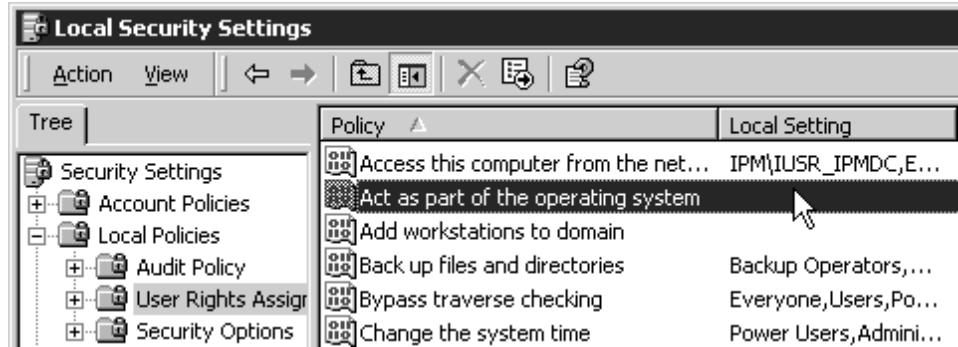 Local Security Settings
Action View
Tree
Policy Local Setting
Security Settings
Account Policies
Local Policies
Audit Policy
User Rights Assigr
Security Options
Access this computer from the net... IPM\IUSR_IPMDC,E...
Act as part of the operating system
Add workstations to domain
Back up files and directories Backup Operators,...
Bypass traverse checking Everyone,Users,Po...
Change the system time Power Users,Admini...